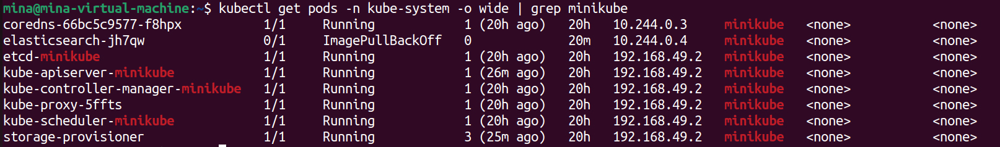 mina@mina-virtual-machine:~$ kubectl get pods -n kube-system -o wide | grep minikube
coredns-66bc5c9577-f8hpx 1/1 Running 1 (20h ago) 20h 10.244.0.3 minikube <none> <none>
elasticsearch-jh7qw 0/1 ImagePullBackOff 0 20m 10.244.0.4 minikube <none> <none>
etcd-minikube 1/1 Running 1 (20h ago) 20h 192.168.49.2 minikube <none> <none>
kube-apiserver-minikube 1/1 Running 1 (26m ago) 20h 192.168.49.2 minikube <none> <none>
kube-controller-manager-minikube 1/1 Running 1 (20h ago) 20h 192.168.49.2 minikube <none> <none>
kube-proxy-5ffts 1/1 Running 1 (20h ago) 20h 192.168.49.2 minikube <none> <none>
kube-scheduler-minikube 1/1 Running 1 (20h ago) 20h 192.168.49.2 minikube <none> <none>
storage-provisioner 1/1 Running 3 (25m ago) 20h 192.168.49.2 minikube <none> <none>